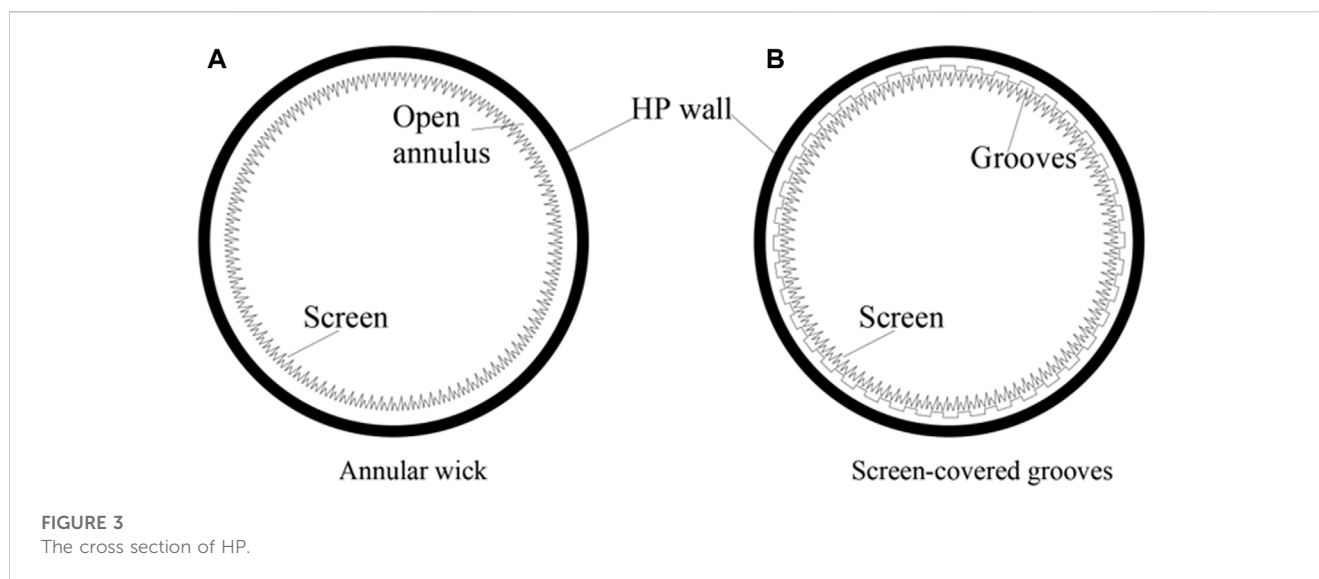 A
B
Open
annulus
HP wall
Grooves
Screen
Screen
Annular wick
Screen-covered grooves
FIGURE 3
The cross section of HP.